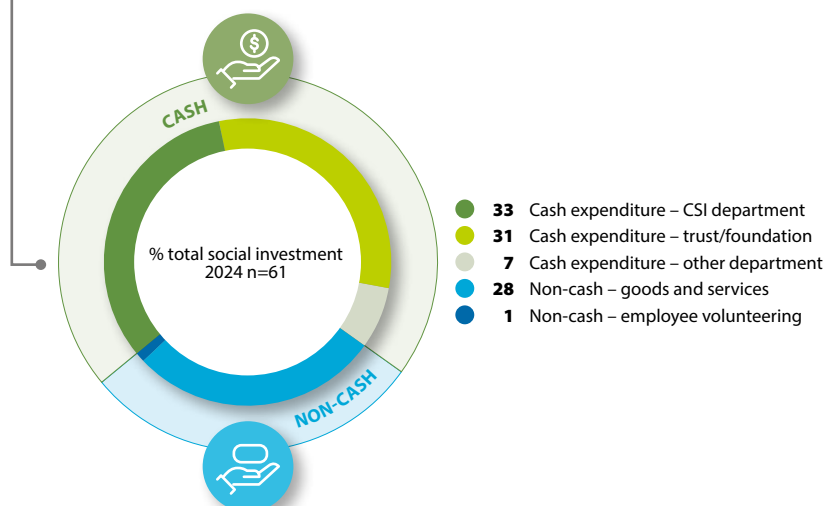 $
CASH
% total social investment
2024 n=61
33 Cash expenditure – CSI department
31 Cash expenditure – trust/foundation
7 Cash expenditure – other department
28 Non-cash – goods and services
1 Non-cash – employee volunteering
NON-CASH